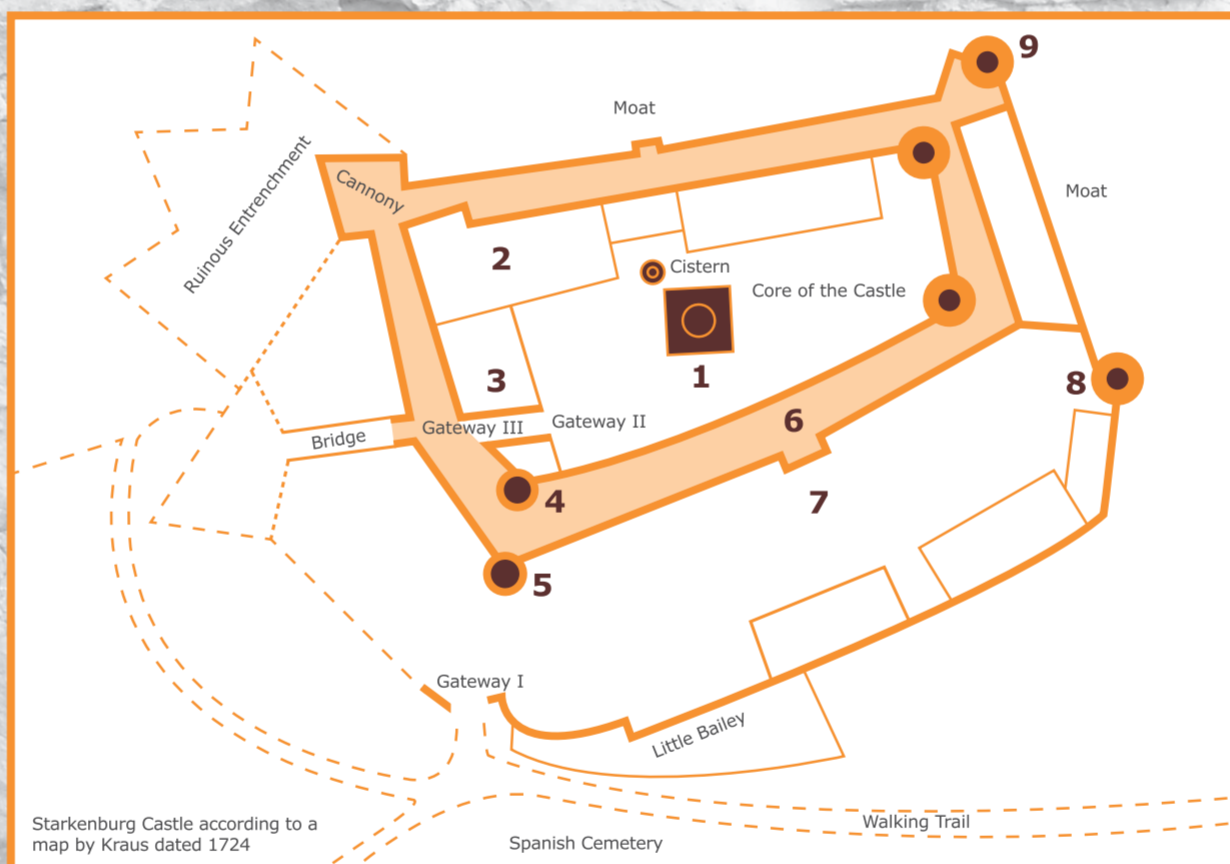 9
Moat
Ruinous Entrenchment
Cannony
Moat
2
Cistern
Core of the Castle
3
1
8
Gateway II
6
Gateway III
Bridge
4
7
5
Gateway I
Little Bailey
Walking Trail
Starkenburg Castle according to a
map by Kraus dated 1724
Spanish Cemetery